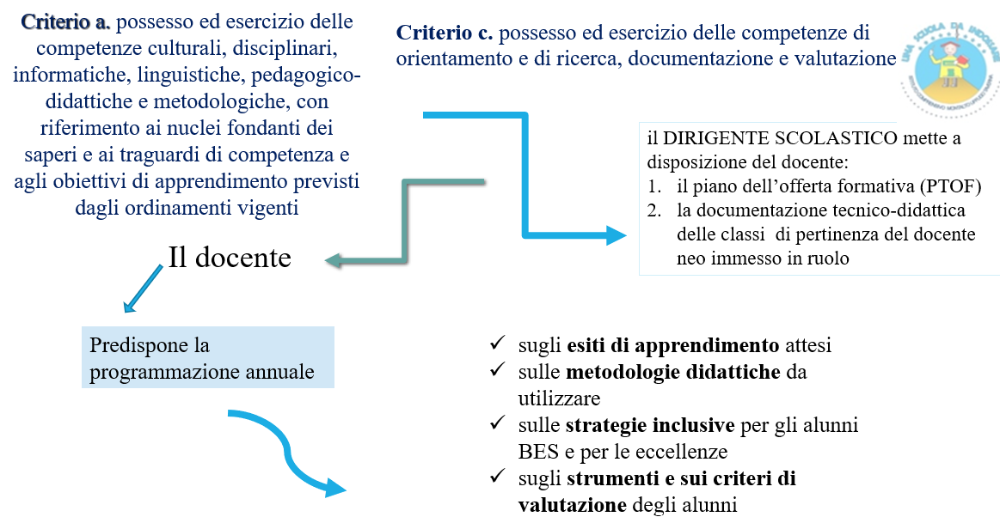 Criterio a. possesso ed esercizio delle
competenze culturali, disciplinari,
informatiche, linguistiche, pedagogico-
didattiche e metodologiche, con
riferimento ai nuclei fondanti dei
saperi e ai traguardi di competenza e
agli obiettivi di apprendimento previsti
dagli ordinamenti vigenti
Criterio c. possesso ed esercizio delle competenze di
orientamento e di ricerca, documentazione e valutazione
UNA SCUOLA DA INDOSSARE
il DIRIGENTE SCOLASTICO mette a
disposizione del docente:
1. il piano dell’offerta formativa (PTOF)
2. la documentazione tecnico-didattica
delle classi di pertinenza del docente
neo immesso in ruolo
Il docente
Predispone la
programmazione annuale
✓ sugli esiti di apprendimento attesi
✓ sulle metodologie didattiche da
utilizzare
✓ sulle strategie inclusive per gli alunni
BES e per le eccellenze
✓ sugli strumenti e sui criteri di
valutazione degli alunni